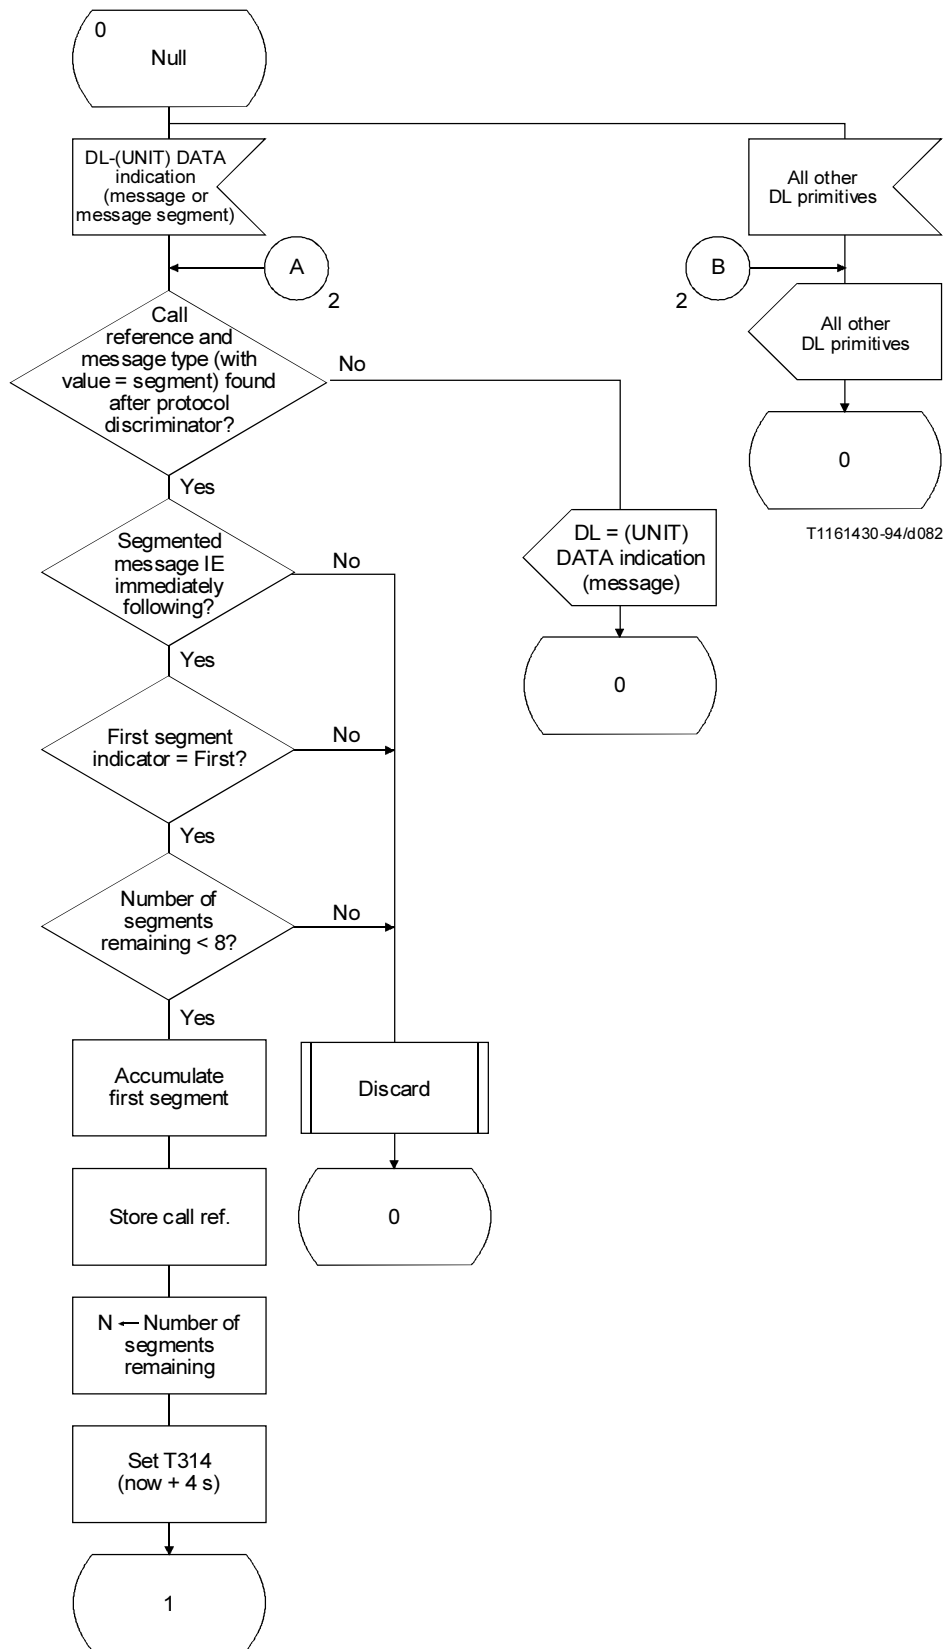 0
Null
DL-(UNIT) DATA
indication
(message or
message segment)
All other
DL primitives
A
2
B
2
Call
reference and
message type (with
value = segment) found
after protocol
discriminator?
No
Yes
All other
DL primitives
0
T1161430-94/d082
DL = (UNIT)
DATA indication
(message)
0
Segmented
message IE
immediately
following?
No
Yes
First segment
indicator = First?
No
Yes
Number of
segments
remaining < 8?
No
Yes
Accumulate
first segment
Discard
Store call ref.
0
N ← Number of
segments
remaining
Set T314
(now + 4 s)
1